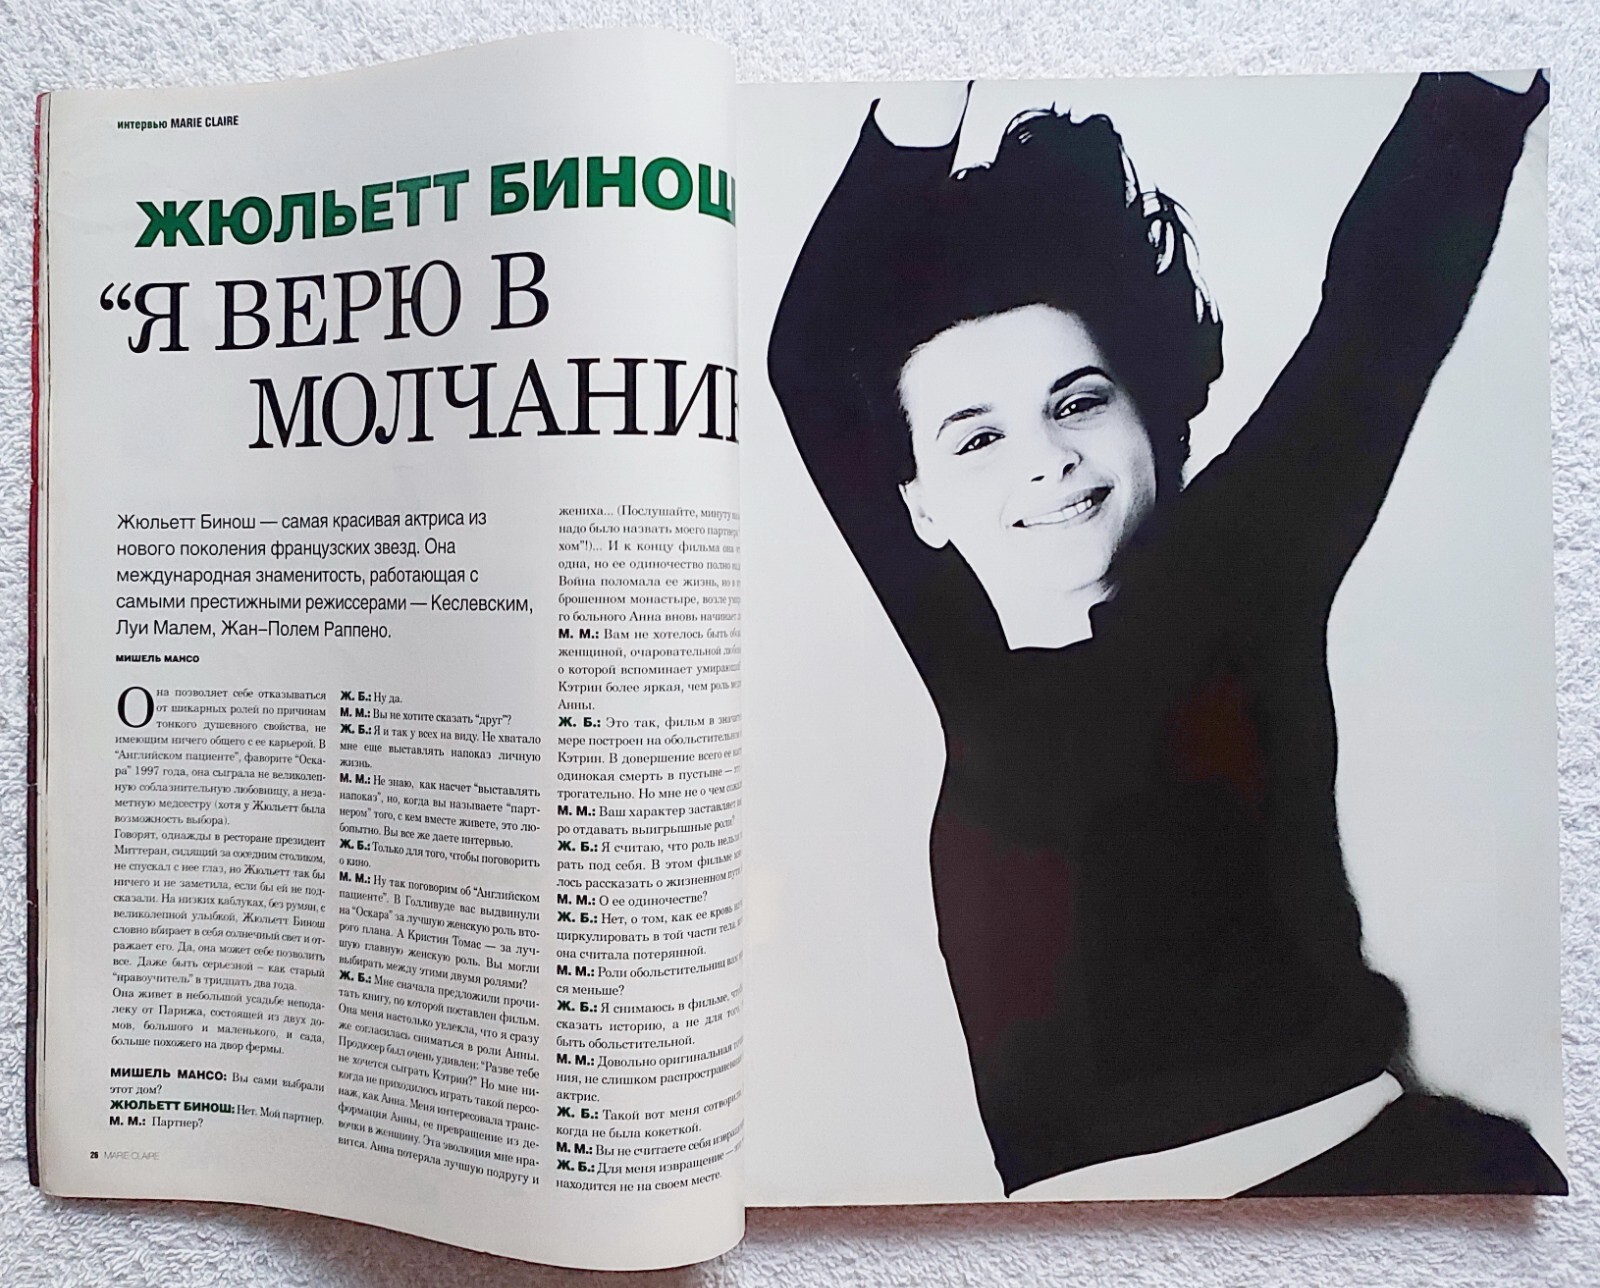 интервью MARIE CLAIRE
ЖЮЛЬЕТТ БИНОШ
“Я ВЕРЮ В
МОЛЧАНИ
Жюльетт Бинош — самая красивая актриса из
нового поколения французских звезд. Она
международная знаменитость, работающая с
самыми престижными режиссерами — Кеслевским,
Луи Малем, Жан-Полем Раппено.
МИШЕЛЬ МАНСО
Она позволяет себе отказываться
от шикарных ролей по причинам
тонкого душевного свойства, не
имеющим ничего общего с ее карьерой. В
“Английском пациенте”, фаворите “Оска-
ра” 1997 года, она сыграла не великолеп-
ную соблазнительную любовницу, а неза-
метную медсестру (хотя у Жюльетт была
возможность выбора).
Говорят, однажды в ресторане президент
Миттеран, сидящий за соседним столиком,
не спускал с нее глаз, но Жюльетт так бы
ничего и не заметила, если бы ей не под-
сказали. На низких каблуках, без румян, с
великолепной улыбкой, Жюльетт Бинош
словно вбирает в себя солнечный свет и от-
ражает его. Да, она может себе позволить
все. Даже быть серьезной – как старый
“нравоучитель” в тридцать два года.
Она живет в небольшой усадьбе непода-
леку от Парижа, состоящей из двух до-
мов, большого и маленького, и сада,
больше похожего на двор фермы.
МИШЕЛЬ МАНСО: Вы сами выбрали
этот дом?
ЖЮЛЬЕТТ БИНОШ: Нет. Мой партнер.
М. М.: Партнер?
Ж. Б.: Ну да.
М. М.: Вы не хотите сказать “друг”?
Ж. Б.: Я и так у всех на виду. Не хватало
мне еще выставлять напоказ личную
жизнь.
М. М.: Не знаю, как насчет “выставлять
напоказ”, но, когда вы называете “парт-
нером” того, с кем вместе живете, это лю-
бопытно. Вы все же даете интервью.
Ж. Б.: Только для того, чтобы поговорить
о кино.
М. М.: Ну так поговорим об “Английском
пациенте”. В Голливуде вас выдвинули
на “Оскара” за лучшую женскую роль вто-
рого плана. А Кристин Томас — за луч-
шую главную женскую роль. Вы могли
выбирать между этими двумя ролями?
Ж. Б.: Мне сначала предложили прочи-
тать книгу, по которой поставлен фильм.
Она меня настолько увлекла, что я сразу
же согласилась сниматься в роли Анны.
Продюсер был очень удивлен: “Разве тебе
не хочется сыграть Кэтрин?” Но мне ни-
когда не приходилось играть такой персо-
наж, как Анна. Меня интересовала транс-
формация Анны, ее превращение из де-
вочки в женщину. Эта эволюция мне нра-
вится. Анна потеряла лучшую подругу и
жениха... (Послушайте, минуту
надо было назвать моего
хом”!)... И к концу фильма она
одна, но ее одиночество полно
Война поломала ее жизнь, но в
брошенном монастыре, возле
го больного Анна вновь начинает
М. М.: Вам не хотелось быть
женщиной, очаровательной
о которой вспоминает
Кэтрин более яркая, чем роль
Анны.
Ж. Б.: Это так, фильм в
мере построен на
Кэтрин. В довершение всего ее
одинокая смерть в пустыне –
трогательно. Но мне не о чем
М. М.: Ваш характер заставляет
ро отдавать выигрышные роли?
Ж. Б.: Я считаю, что роль нельзя
рать под себя. В этом фильме
лось рассказать о жизненном пути
М. М.: О ее одиночестве?
Ж. Б.: Нет, о том, как ее кровь
циркулировать в той части тела,
она считала потерянной.
М. М.: Роли обольстительниц вам
ся меньше?
Ж. Б.: Я снимаюсь в фильме,
сказать историю, а не для того,
быть обольстительной.
М. М.: Довольно оригинальная
ния, не слишком
актрис.
Ж. Б.: Такой вот меня
когда не была кокеткой.
М. М.: Вы не считаете себя
Ж. Б.: Для меня извращение —
находится не на своем месте.
26 MARIE CLAIRE